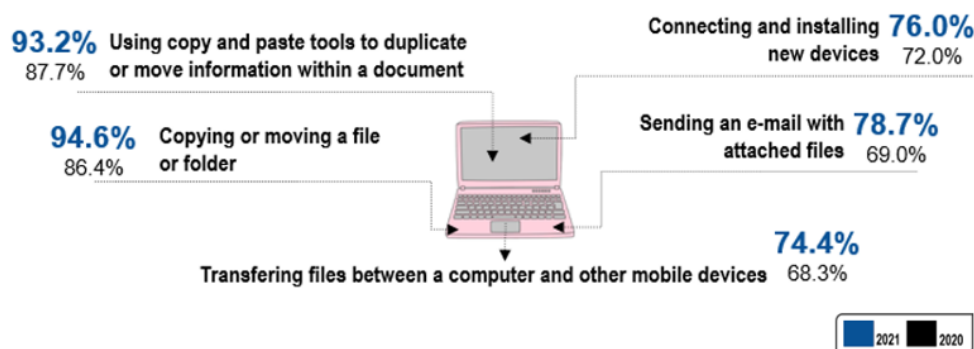 93.2% Using copy and paste tools to duplicate
87.7% or move information within a document
Connecting and installing 76.0%
new devices 72.0%
94.6% Copying or moving a file
86.4% or folder
Sending an e-mail with 78.7%
attached files 69.0%
74.4%
Transfering files between a computer and other mobile devices 68.3%
2021 2020